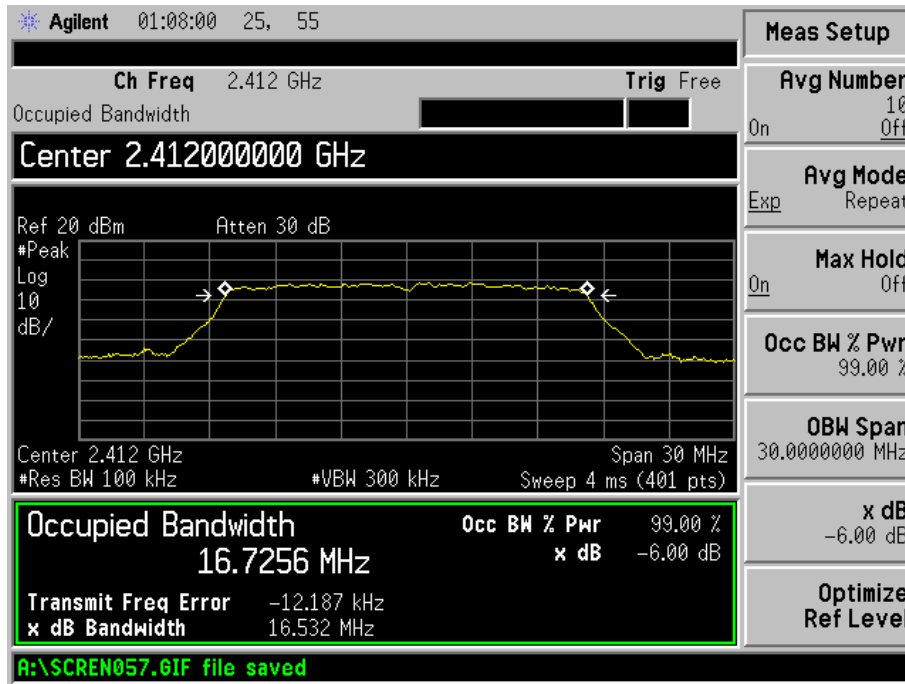 Agilent 01:08:00 25, 55
Ch Freq 2.412 GHz Trig Free
Occupied Bandwidth
Center 2.412000000 GHz
Ref 20 dBm Atten 30 dB
#Peak
Log
10
dB/
Center 2.412 GHz Span 30 MHz
#Res BW 100 kHz #VBW 300 kHz Sweep 4 ms (401 pts)
Occupied Bandwidth Occ BW % Pwr 99.00 %
16.7256 MHz x dB -6.00 dB
Transmit Freq Error -12.187 kHz
x dB Bandwidth 16.532 MHz
A:\SCREN057.GIF file saved
Meas Setup
Avg Number
10
On Off
Avg Mode
Exp Repeat
Max Hold
On Off
Occ BW % Pwr
99.00 %
OBW Span
30.0000000 MHz
x dB
-6.00 dB
Optimize
Ref Level